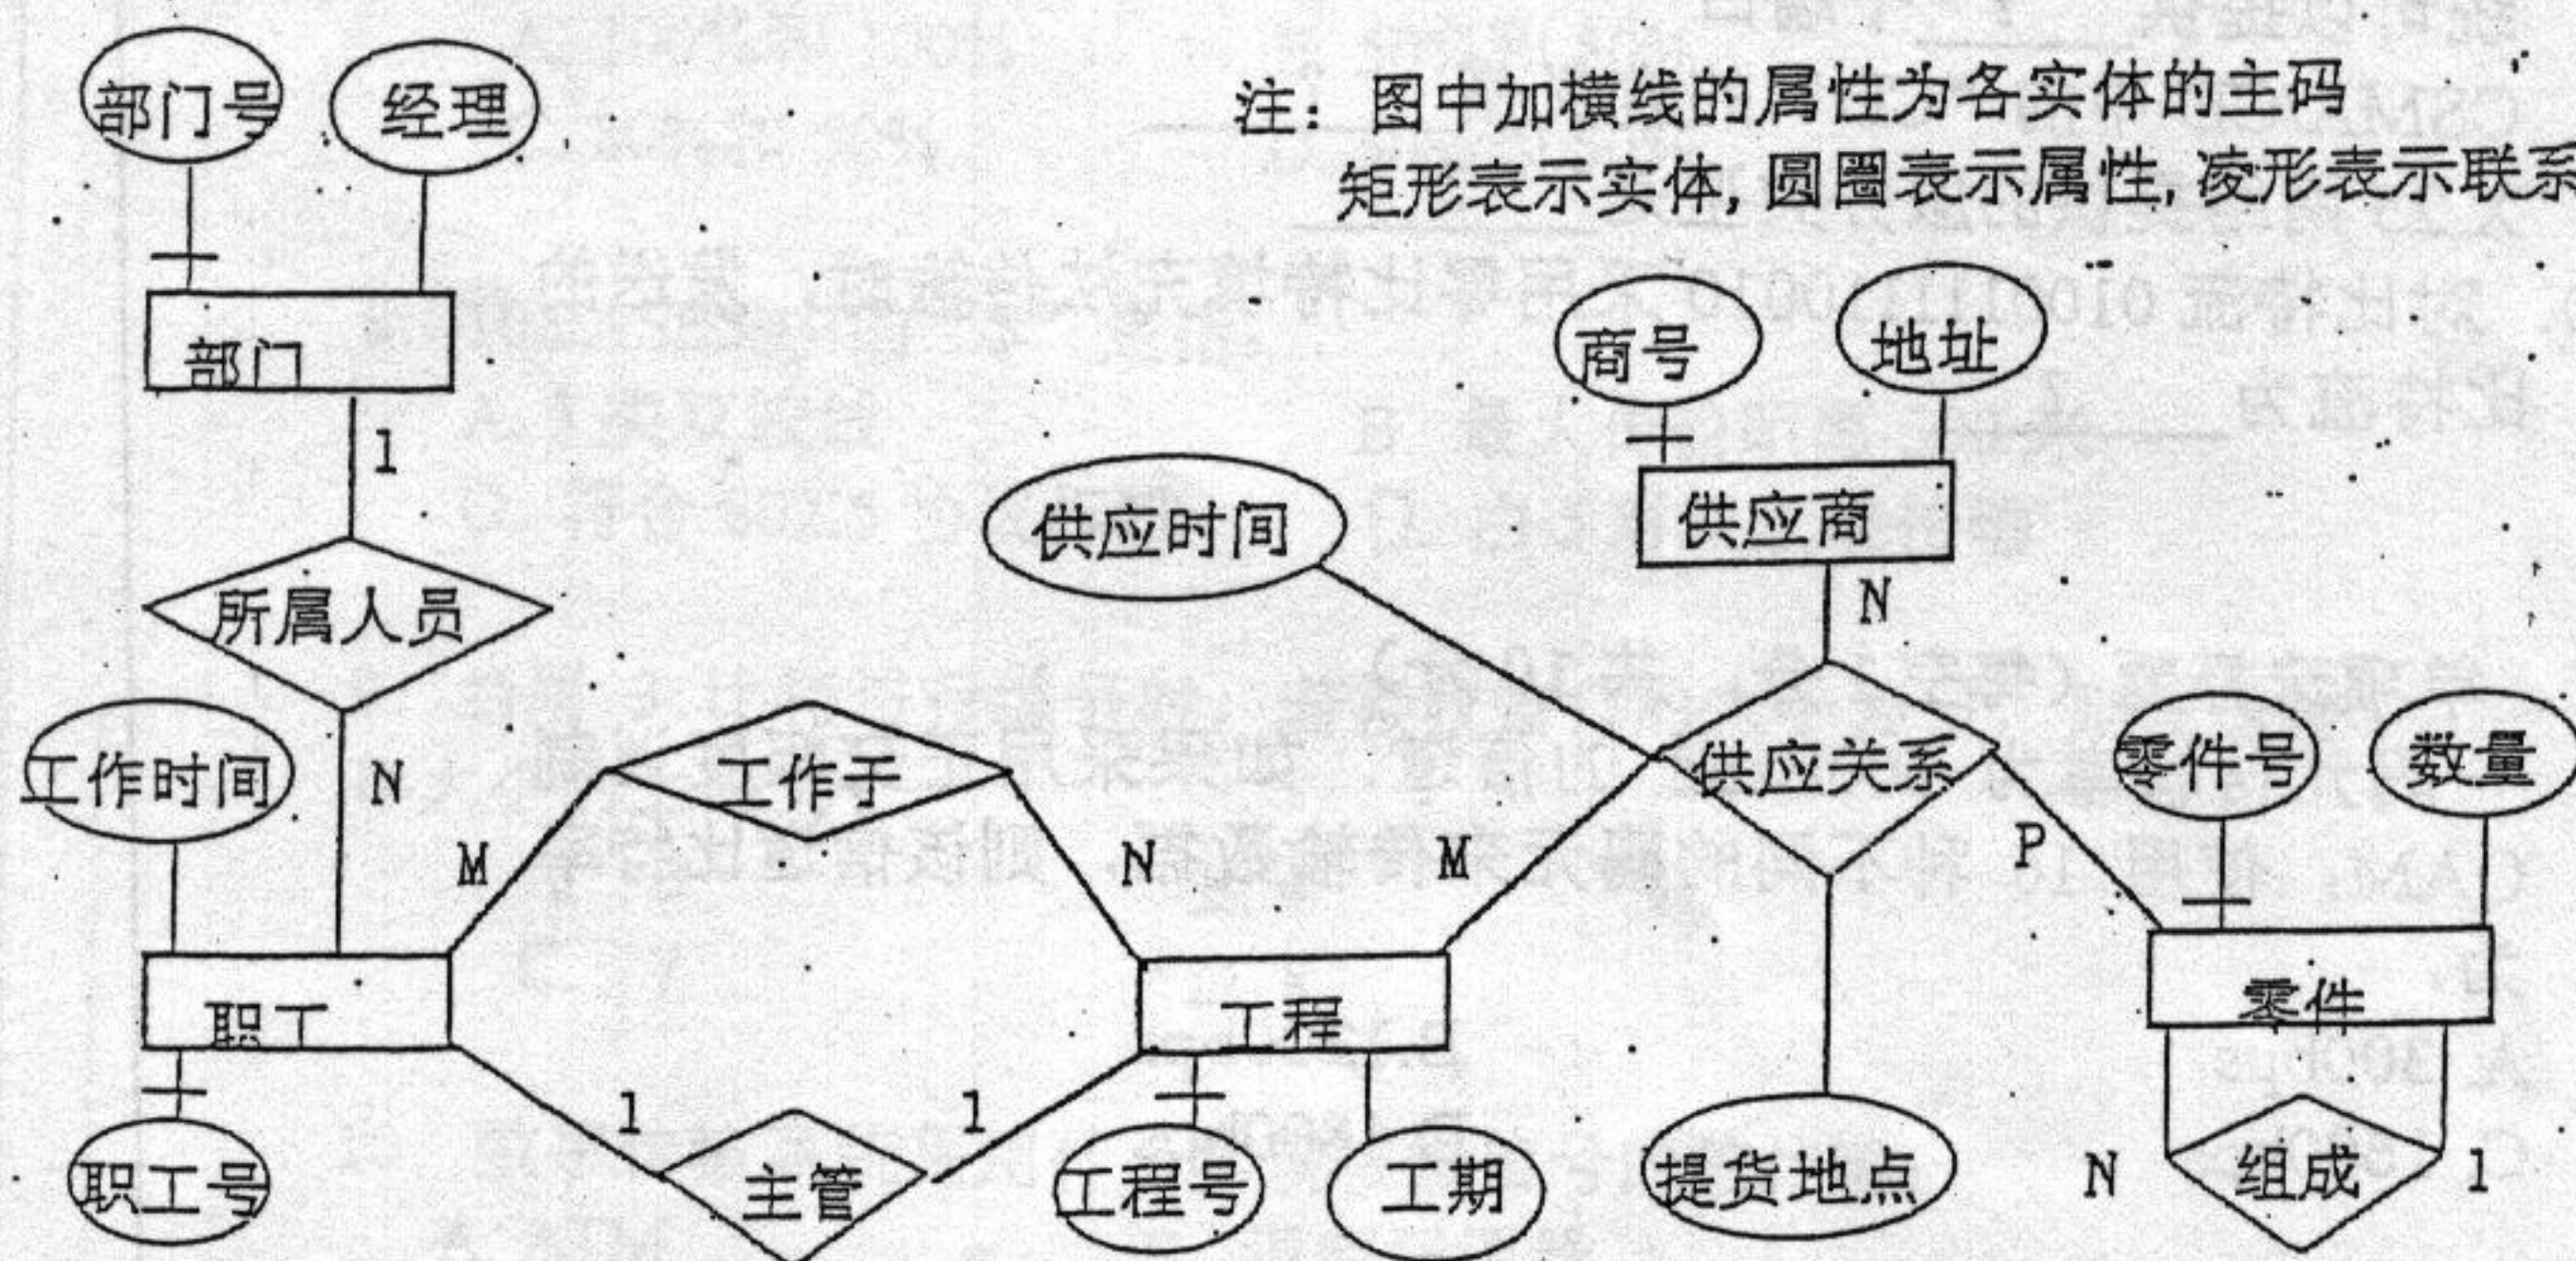 部门号 经理
注: 图中加横线的属性为各实体的主码
矩形表示实体, 圆圈表示属性, 凌形表示联系
部门
商号 地址
1
供应时间
供应商
N
所属人员
工作时间
N
工作于
供应关系
零件号 数量
M N M P
职工
工程
零件
1 1
职工号
主管
工程号 工期
提货地点
N 组成 1